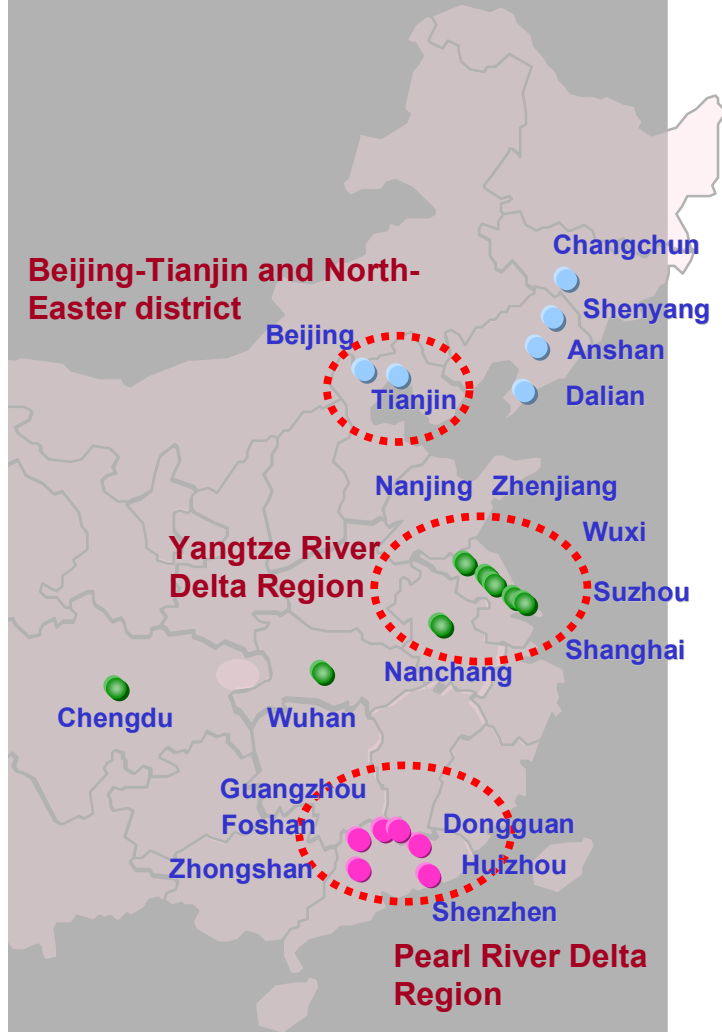 Changchun
Beijing-Tianjin and North-
Easter district
Shenyang
Beijing
Anshan
Tianjin
Dalian
Nanjing
Zhenjiang
Wuxi
Yangtze River
Delta Region
Suzhou
Shanghai
Nanchang
Chengdu
Wuhan
Guangzhou
Foshan
Dongguan
Zhongshan
Huizhou
Shenzhen
Pearl River Delta
Region